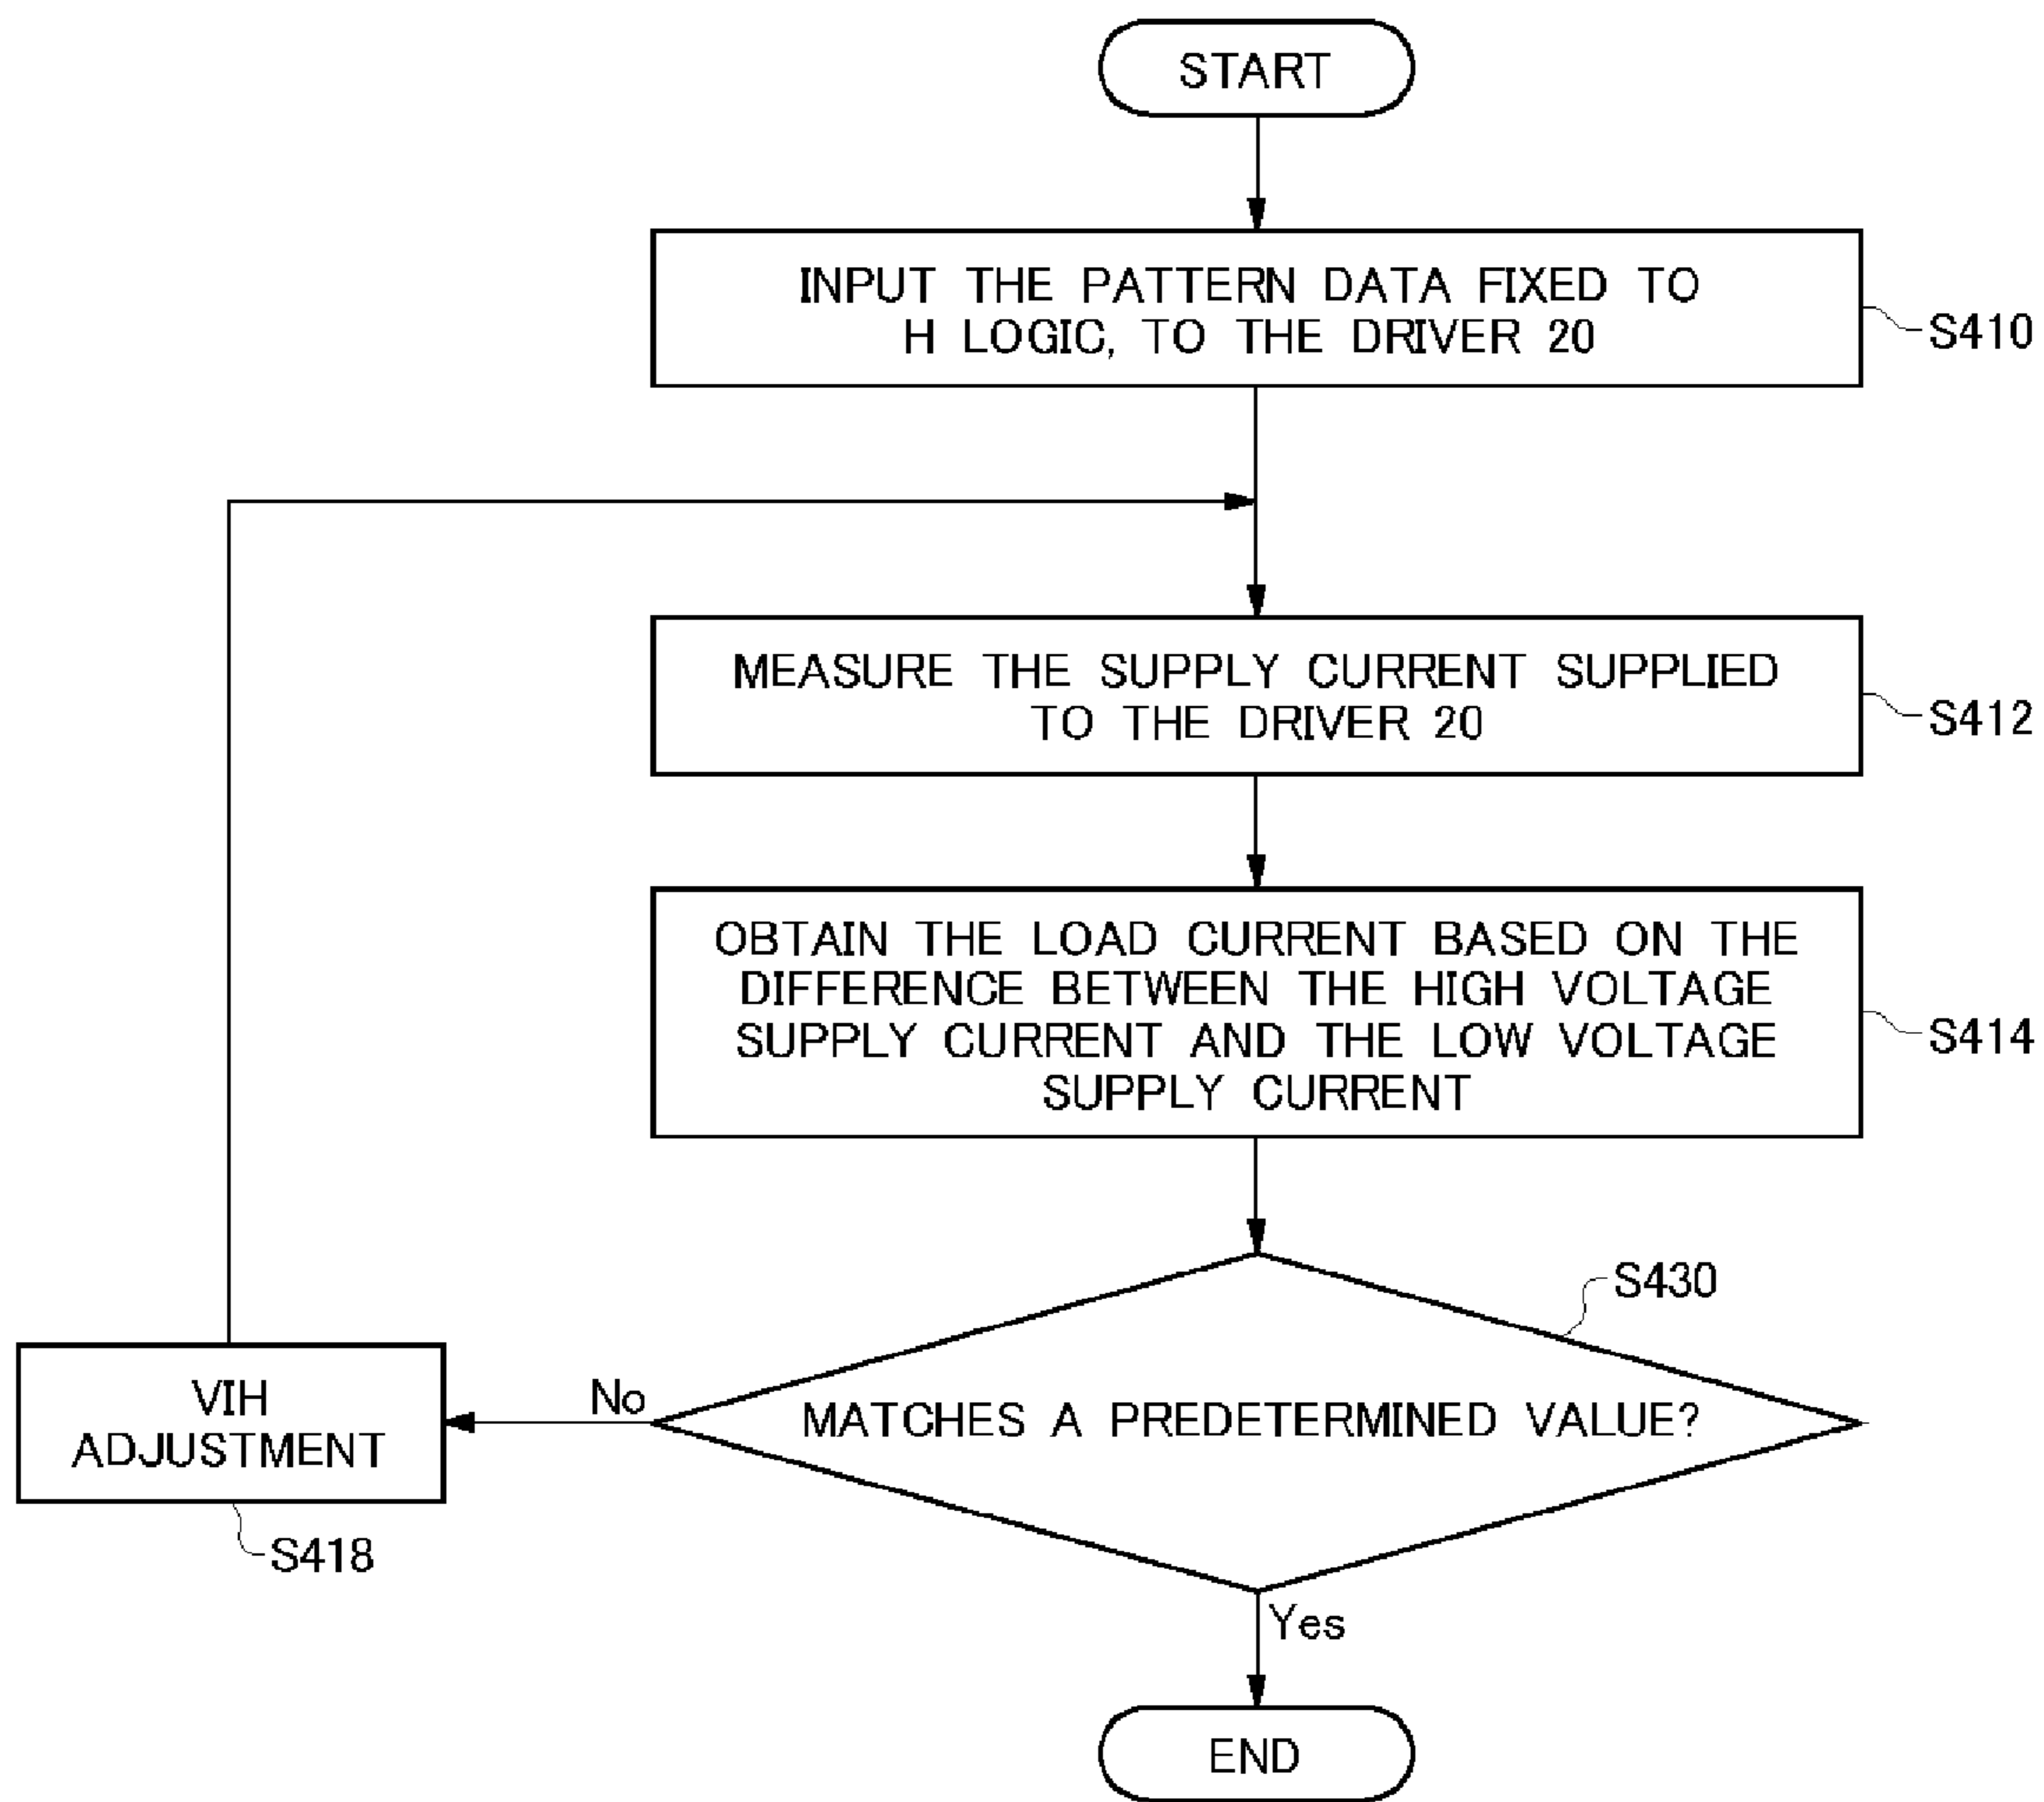 START
INPUT THE PATTERN DATA FIXED TO
H LOGIC, TO THE DRIVER 20
S410
MEASURE THE SUPPLY CURRENT SUPPLIED
TO THE DRIVER 20
S412
OBTAIN THE LOAD CURRENT BASED ON THE
DIFFERENCE BETWEEN THE HIGH VOLTAGE
SUPPLY CURRENT AND THE LOW VOLTAGE
SUPPLY CURRENT
S414
S430
MATCHES A PREDETERMINED VALUE?
No
VIH
ADJUSTMENT
S418
Yes
END